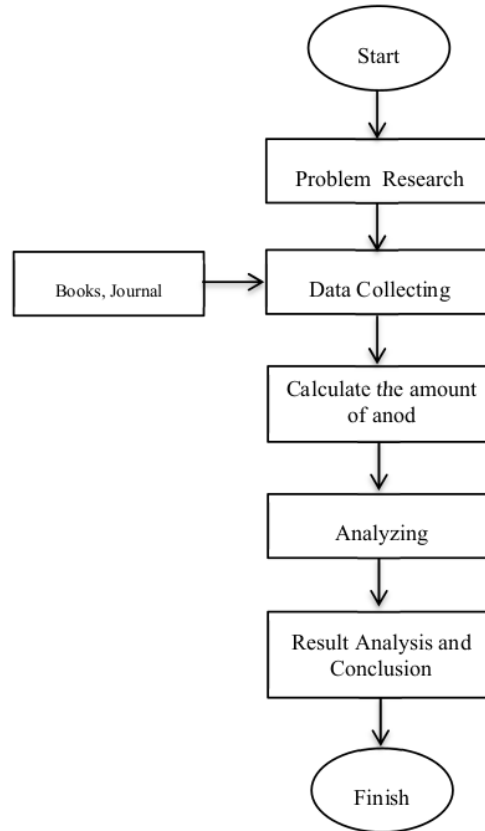 Start
Problem Research
Books, Journal
Data Collecting
Calculate the amount
of anod
Analyzing
Result Analysis and
Conclusion
Finish